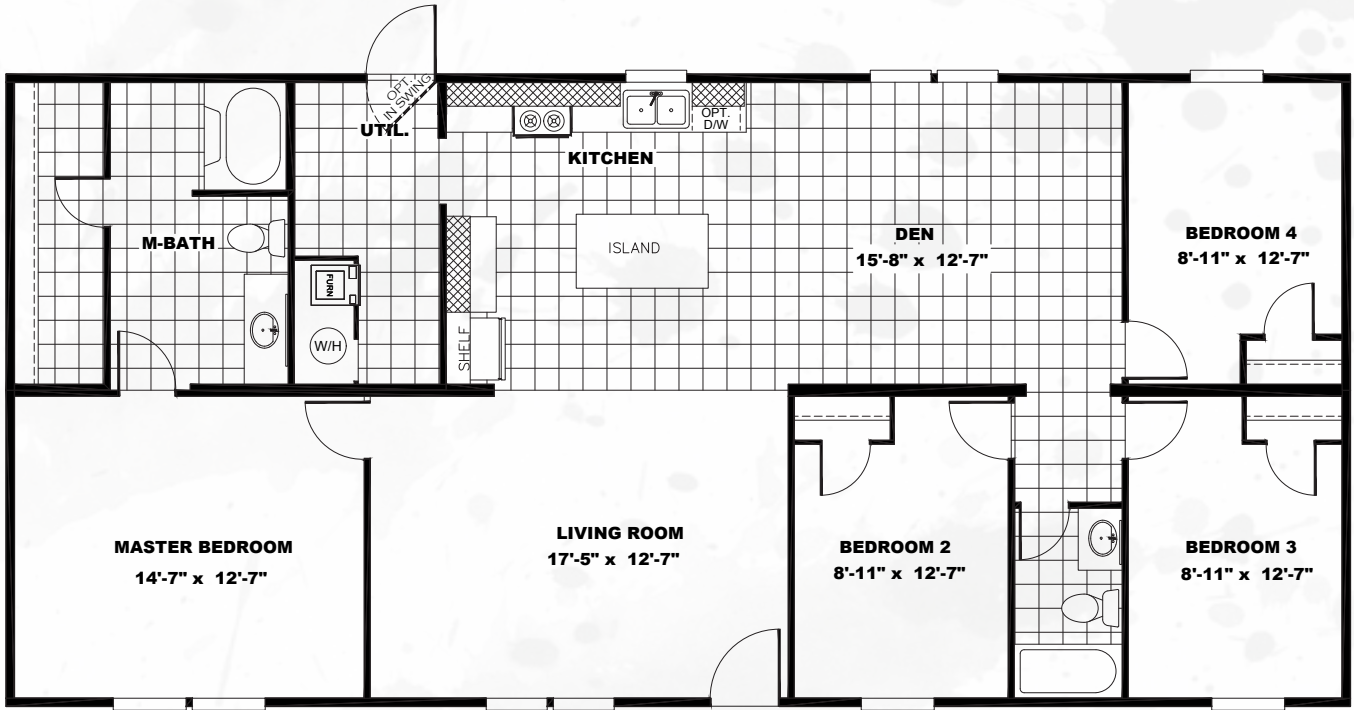 OPT.
IN SWING
UTIL.
OPT.
D/W
KITCHEN
M-BATH
ISLAND
DEN
15'-8" x 12'-7"
BEDROOM 4
8'-11" x 12'-7"
FURN
W/H
SHELF
MASTER BEDROOM
14'-7" x 12'-7"
LIVING ROOM
17'-5" x 12'-7"
BEDROOM 2
8'-11" x 12'-7"
BEDROOM 3
8'-11" x 12'-7"